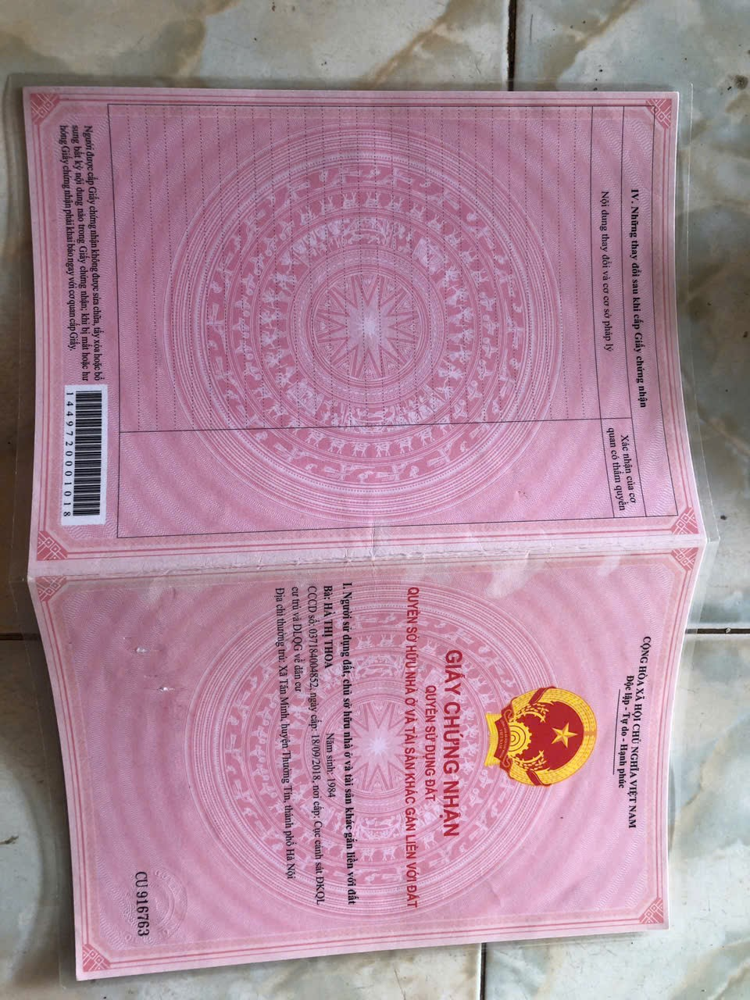 IV. Những thay đổi sau khi cấp Giấy chứng nhận
Nội dung thay đổi và cơ sở pháp lý
Xác nhận của cơ
quan có thẩm quyền
Người được cấp Giấy chứng nhận không được sửa chữa, tẩy xóa hoặc bổ
sung bất kỳ nội dung nào trong Giấy chứng nhận; khi bị mất hoặc hư
hỏng Giấy chứng nhận phải khai báo ngay với cơ quan cấp Giấy.
1449720001018
CỘNG HÒA XÃ HỘI CHỦ NGHĨA VIỆT NAM
Độc lập - Tự do - Hạnh phúc
GIẤY CHỨNG NHẬN
QUYỀN SỬ DỤNG ĐẤT
QUYỀN SỞ HỮU NHÀ Ở VÀ TÀI SẢN KHÁC GẮN LIỀN VỚI ĐẤT
I. Người sử dụng đất, chủ sở hữu nhà ở và tài sản khác gắn liền với đất
Bà: HÀ THỊ THOA Năm sinh: 1984
CCCD số: 037184004852, ngày cấp: 18/09/2018, nơi cấp: Cục cảnh sát ĐKQL
cư trú và DLQG về dân cư
Địa chỉ thường trú: Xã Tân Minh, huyện Thường Tín, thành phố Hà Nội
CU 916763